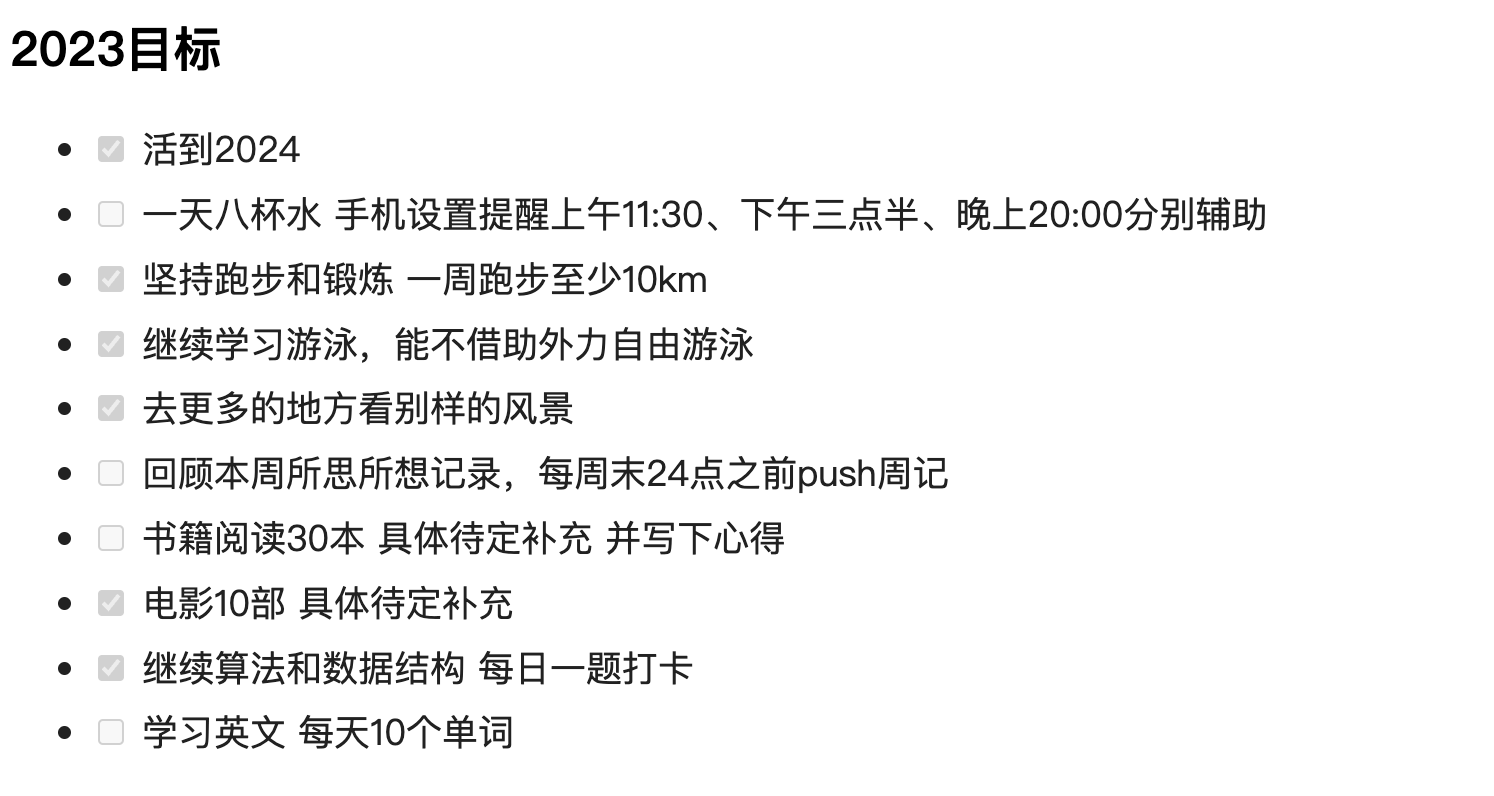 2023目标
活到2024
一天八杯水 手机设置提醒上午11:30、下午三点半、晚上20:00分别辅助
坚持跑步和锻炼 一周跑步至少10km
继续学习游泳，能不借助外力自由游泳
去更多的地方看别样的风景
回顾本周所思所想记录，每周末24点之前push周记
书籍阅读30本 具体待定补充 并写下心得
电影10部 具体待定补充
继续算法和数据结构 每日一题打卡
学习英文 每天10个单词